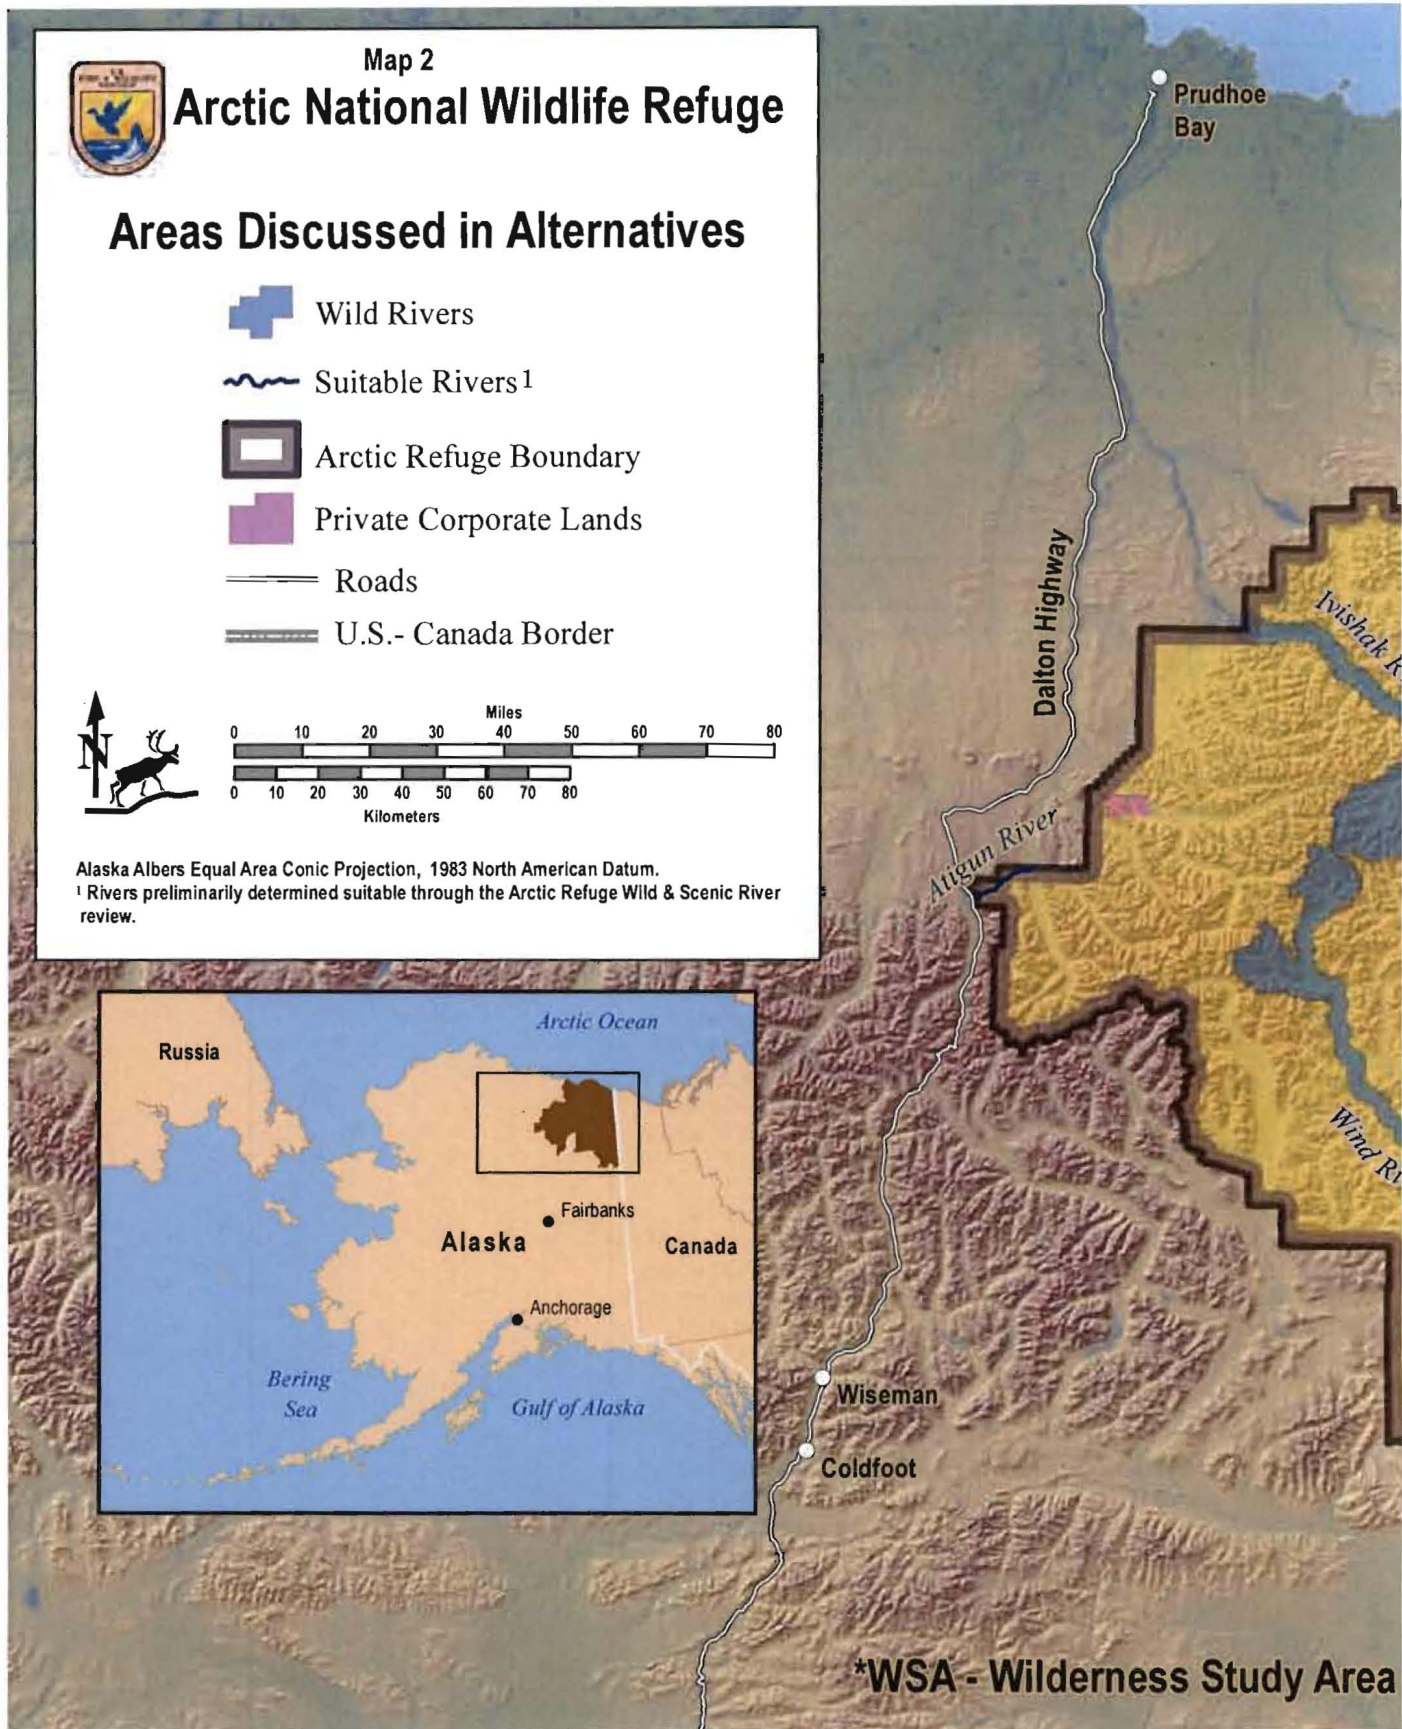 Map 2
Arctic National Wildlife Refuge
Areas Discussed in Alternatives
Wild Rivers
Suitable Rivers1
Arctic Refuge Boundary
Private Corporate Lands
Roads
U.S.- Canada Border
N
Miles
0 10 20 30 40 50 60 70 80
0 10 20 30 40 50 60 70 80
Kilometers
Alaska Albers Equal Area Conic Projection, 1983 North American Datum.
1 Rivers preliminarily determined suitable through the Arctic Refuge Wild & Scenic River
review.
Prudhoe
Bay
Dalton Highway
Ivishak R
Atigun River
Wind Ri
Wiseman
Coldfoot
Arctic Ocean
Russia
Fairbanks
Alaska
Canada
Anchorage
Bering
Sea
Gulf of Alaska
*WSA - Wilderness Study Area